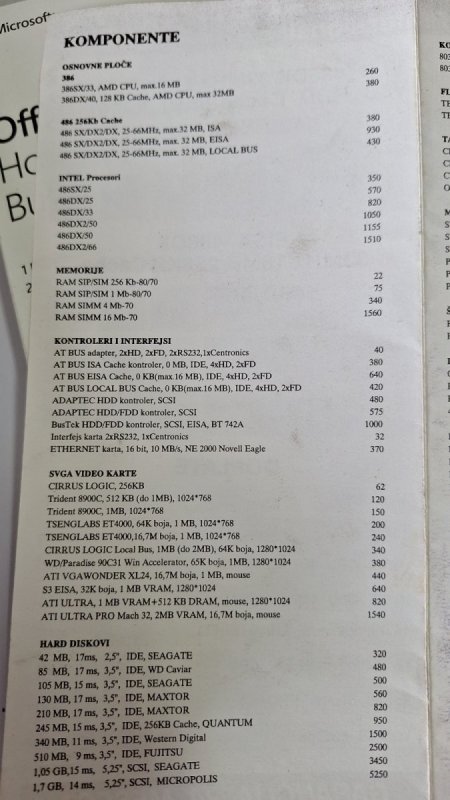 Microsoft
Off
Ho
Bu
KOMPONENTE
OSNOVNE PLOČE
386
386SX/33, AMD CPU, max.16 MB 260
386DX/40, 128 KB Cache, AMD CPU, max 32MB 380
486 256Kb Cache
486 SX/DX2/DX, 25-66MHz, max.32 MB, ISA 380
486 SX/DX2/DX, 25-66MHz, max.32 MB, EISA 930
486 SX/DX2/DX, 25-66MHz, max. 32 MB, LOCAL BUS 430
INTEL Procesori
486SX/25 350
486DX/25 570
486DX/33 820
486DX2/50 1050
486DX/50 1155
486DX2/66 1510
MEMORIJE
RAM SIP/SIM 256 Kb-80/70 22
RAM SIP/SIM 1 Mb-80/70 75
RAM SIMM 4 Mb-70 340
RAM SIMM 16 Mb-70 1560
KONTROLERI I INTERFEJSI
AT BUS adapter, 2xHD, 2xFD, 2xRS232,1xCentronics 40
AT BUS ISA Cache kontroler, 0 MB, IDE, 4xHD, 2xFD 380
AT BUS EISA Cache, 0 KB(max.16 MB), IDE, 4xHD, 2xFD 640
AT BUS LOCAL BUS Cache, 0 KB(max.16 MB), IDE, 4xHD, 2xFD 420
ADAPTEC HDD kontroler, SCSI 480
ADAPTEC HDD/FDD kontroler, SCSI 575
BusTek HDD/FDD kontroler, SCSI, EISA, BT 742A 1000
Interfejs karta 2xRS232, 1xCentronics 32
ETHERNET karta, 16 bit, 10 MB/s, NE 2000 Novell Eagle 370
SVGA VIDEO KARTE
CIRRUS LOGIC, 256KB 62
Trident 8900C, 512 KB (do 1MB), 1024*768 120
Trident 8900C, 1MB, 1024*768 150
TSENGLABS ET4000, 64K boja, 1 MB, 1024*768 200
TSENGLABS ET4000,16,7M boja, 1 MB, 1024*768 240
CIRRUS LOGIC Local Bus, 1MB (do 2MB), 64K boja, 1280*1024 340
WD/Paradise 90C31 Win Accelerator, 65K boja, 1MB, 1280*1024 380
ATI VGAWONDER XL24, 16,7M boja, 1 MB, mouse 440
S3 EISA, 32K boja, 1 MB VRAM, 1280*1024 640
ATI ULTRA, 1 MB VRAM+512 KB DRAM, mouse, 1280*1024 820
ATI ULTRA PRO Mach 32, 2MB VRAM, 16,7M boja, mouse 1540
HARD DISKOVI
42 MB, 17ms, 2,5", IDE, SEAGATE 320
85 MB, 17 ms, 3,5", IDE, WD Caviar 480
105 MB, 15 ms, 3,5", IDE, SEAGATE 500
130 MB, 17 ms, 3,5", IDE, MAXTOR 560
210 MB, 17 ms, 3,5", IDE, MAXTOR 820
245 MB, 15 ms, 3,5", IDE, 256KB Cache, QUANTUM 950
340 MB, 11 ms, 3,5", IDE, Western Digital 1500
510 MB, 9 ms, 3,5", IDE, FUJITSU 2500
1,05 GB,15 ms, 5,25", SCSI, SEAGATE 3450
1,7 GB, 14 ms, 5,25", SCSI, MICROPOLIS 5250